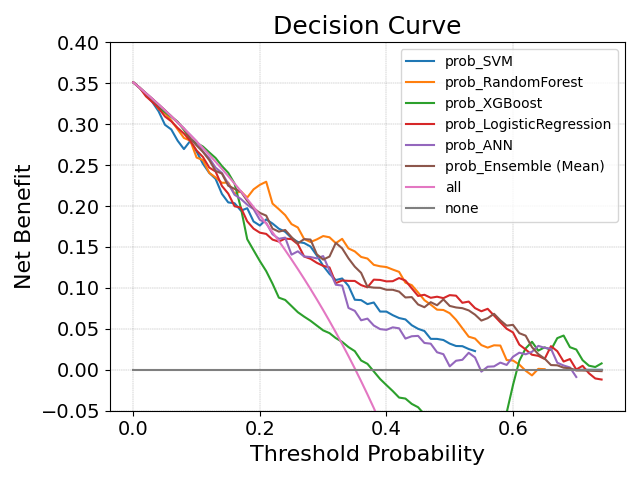 Decision Curve
Net Benefit
0.40
0.35
0.30
0.25
0.20
0.15
0.10
0.05
0.00
−0.05
prob_SVM
prob_RandomForest
prob_XGBoost
prob_LogisticRegression
prob_ANN
prob_Ensemble (Mean)
all
none
0.0 0.2 0.4 0.6
Threshold Probability